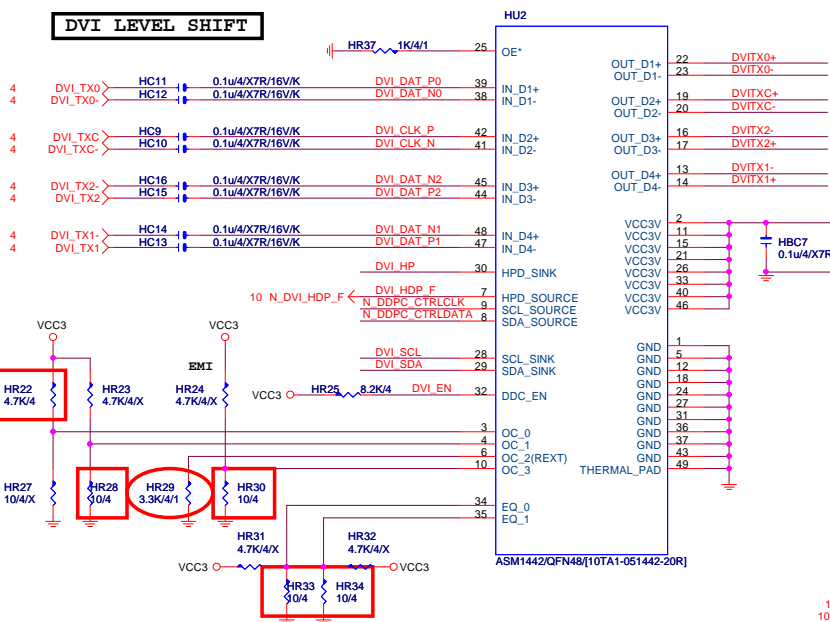 DVI LEVEL SHIFT
HU2
HR37 1K/4/1 25 OE*
OUT_D1+ 22 DVITX0+
OUT_D1- 23 DVITX0-
4 DVI_TX0 HC11 0.1u/4/X7R/16V/K DVI_DAT_P0 39 IN_D1+
4 DVI_TX0- HC12 0.1u/4/X7R/16V/K DVI_DAT_N0 38 IN_D1-
OUT_D2+ 19 DVITXC+
OUT_D2- 20 DVITXC-
4 DVI_TXC HC9 0.1u/4/X7R/16V/K DVI_CLK_P 42 IN_D2+
4 DVI_TXC- HC10 0.1u/4/X7R/16V/K DVI_CLK_N 41 IN_D2-
OUT_D3+ 16 DVITX2-
OUT_D3- 17 DVITX2+
4 DVI_TX2- HC16 0.1u/4/X7R/16V/K DVI_DAT_N2 45 IN_D3+
4 DVI_TX2 HC15 0.1u/4/X7R/16V/K DVI_DAT_P2 44 IN_D3-
OUT_D4+ 13 DVITX1-
OUT_D4- 14 DVITX1+
4 DVI_TX1- HC14 0.1u/4/X7R/16V/K DVI_DAT_N1 48 IN_D4+
4 DVI_TX1 HC13 0.1u/4/X7R/16V/K DVI_DAT_P1 47 IN_D4-
VCC3V 2
VCC3V 11
VCC3V 15
VCC3V 21
VCC3V 26
VCC3V 33
VCC3V 40
VCC3V 46
HBC7
0.1u/4/X7R
DVI_HP 30 HPD_SINK
10 N_DVI_HDP_F DVI_HDP_F 7 HPD_SOURCE
N_DDPC_CTRLCLK 9 SCL_SOURCE
N_DDPC_CTRLDATA 8 SDA_SOURCE
DVI_SCL 28 SCL_SINK
DVI_SDA 29 SDA_SINK
VCC3 HR25 8.2K/4 DVI_EN 32 DDC_EN
GND 1
GND 5
GND 12
GND 18
GND 24
GND 27
GND 31
GND 36
GND 37
GND 43
THERMAL_PAD 49
VCC3
VCC3
EMI
HR22
4.7K/4
HR23
4.7K/4/X
HR24
4.7K/4/X
3 OC_0
4 OC_1
6 OC_2(REXT)
10 OC_3
HR27
10/4/X
HR28
10/4
HR29
3.3K/4/1
HR30
10/4
34 EQ_0
35 EQ_1
HR31
4.7K/4/X
HR32
4.7K/4/X
VCC3
VCC3
HR33
10/4
HR34
10/4
ASM1442/QFN48/[10TA1-051442-20R]
1
10